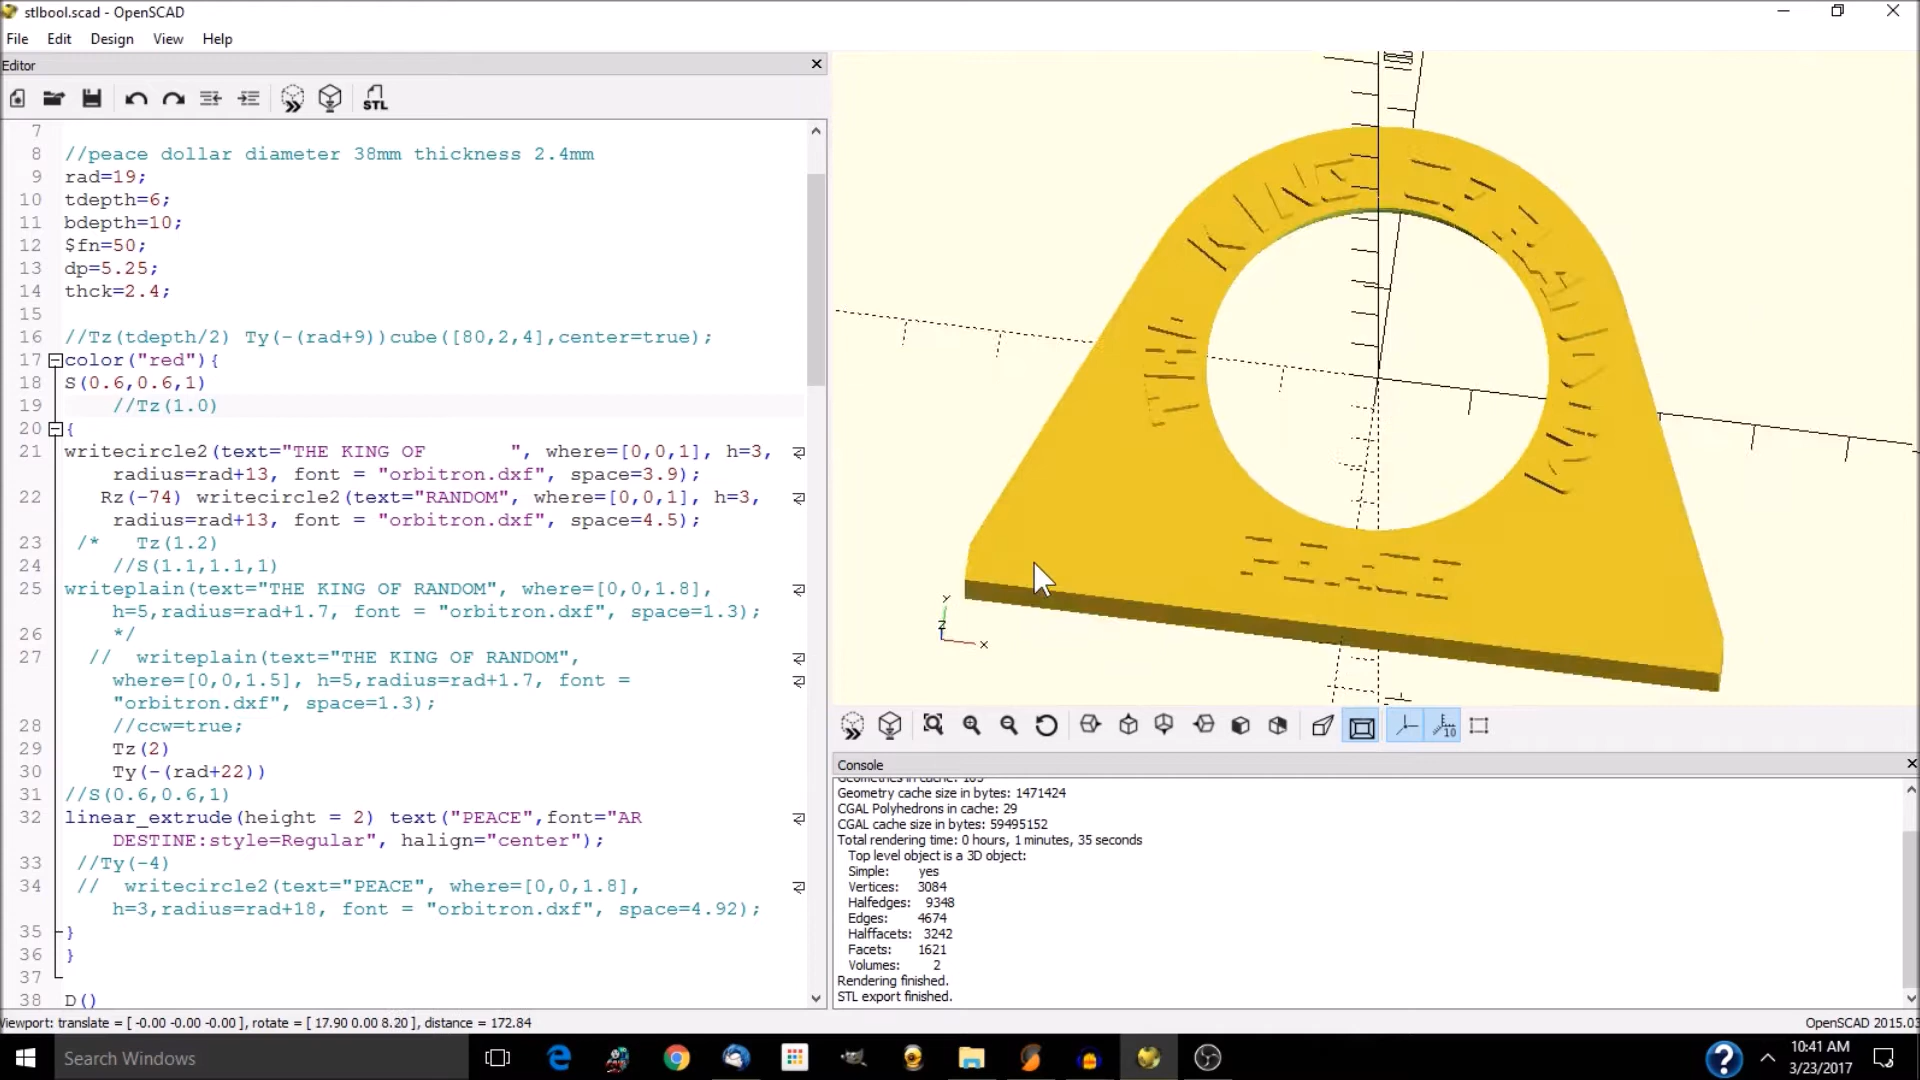 stlbool.scad - OpenSCAD
File Edit Design View Help
Editor
STL
7
8 //peace dollar diameter 38mm thickness 2.4mm
9 rad=19;
10 tdepth=6;
11 bdepth=10;
12 $fn=50;
13 dp=5.25;
14 thck=2.4;
15
16 //Tz(tdepth/2) Ty(-(rad+9))cube([80,2,4],center=true);
17 color("red"){
18 S(0.6,0.6,1)
19 //Tz(1.0)
20 {
21 writecircle2(text="THE KING OF       ", where=[0,0,1], h=3,
radius=rad+13, font = "orbitron.dxf", space=3.9);
22 Rz(-74) writecircle2(text="RANDOM", where=[0,0,1], h=3,
radius=rad+13, font = "orbitron.dxf", space=4.5);
23 /* Tz(1.2)
24 //S(1.1,1.1,1)
25 writeplain(text="THE KING OF RANDOM", where=[0,0,1.8],
h=5,radius=rad+1.7, font = "orbitron.dxf", space=1.3);
26 */
27 // writeplain(text="THE KING OF RANDOM",
where=[0,0,1.5], h=5,radius=rad+1.7, font =
"orbitron.dxf", space=1.3);
28 //ccw=true;
29 Tz(2)
30 Ty(-(rad+22))
31 //S(0.6,0.6,1)
32 linear_extrude(height = 2) text("PEACE",font="AR
DESTINE:style=Regular", halign="center");
33 //Ty(-4)
34 // writecircle2(text="PEACE", where=[0,0,1.8],
h=3,radius=rad+18, font = "orbitron.dxf", space=4.92);
35 }
36 }
37
38 D()
THE KING OF RANDOM
PEACE
y
z
x
10
Console
Geometries in cache: 103
Geometry cache size in bytes: 1471424
CGAL Polyhedrons in cache: 29
CGAL cache size in bytes: 59495152
Total rendering time: 0 hours, 1 minutes, 35 seconds
Top level object is a 3D object:
Simple: yes
Vertices: 3084
Halfedges: 9348
Edges: 4674
Halffacets: 3242
Facets: 1621
Volumes: 2
Rendering finished.
STL export finished.
Viewport: translate = [ -0.00 -0.00 -0.00 ], rotate = [ 17.90 0.00 8.20 ], distance = 172.84
OpenSCAD 2015.03
Search Windows
10:41 AM
3/23/2017